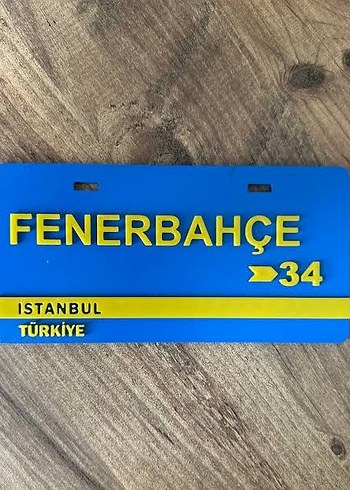 FENERBAHÇE
34
ISTANBUL
TÜRKİYE